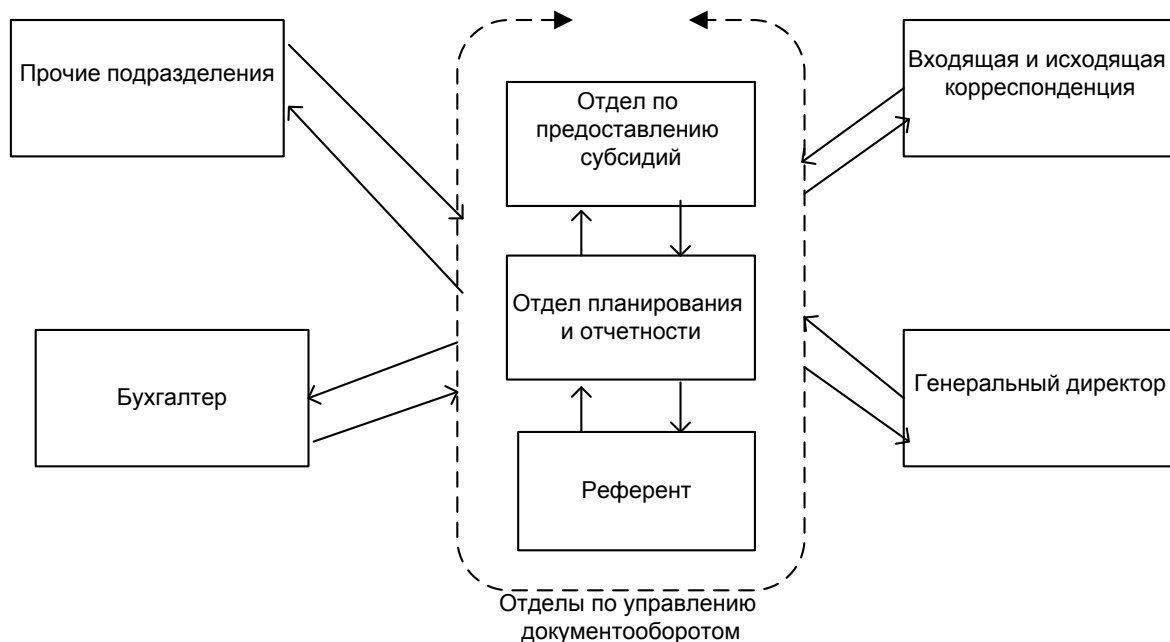 Прочие подразделения
Отдел по
предоставлению
субсидий
Входящая и исходящая
корреспонденция
Отдел планирования
и отчетности
Бухгалтер
Генеральный директор
Референт
Отделы по управлению
документооборотом